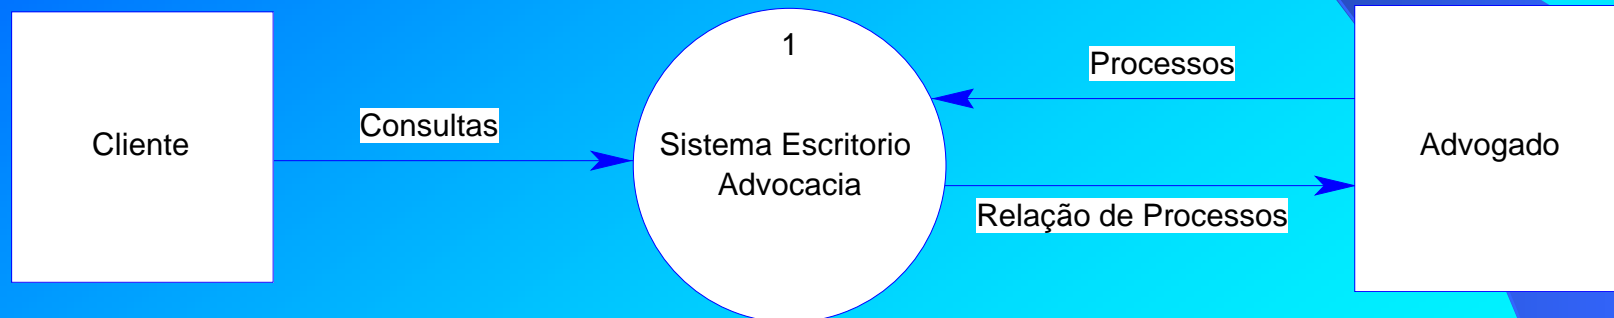 Cliente
Consultas
1
Sistema Escritorio
Advocacia
Processos
Relação de Processos
Advogado